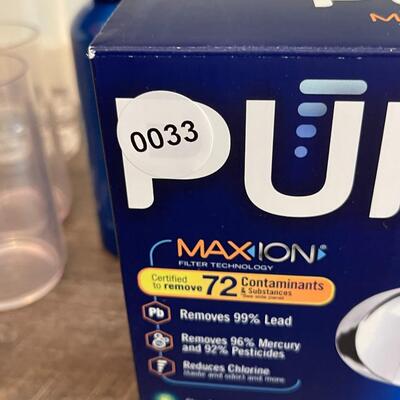 PUR
0033
MAXION
FILTER TECHNOLOGY
Certified
to remove 72 Contaminants
& Substances
*See side panel
Pb Removes 99% Lead
Removes 96% Mercury
and 92% Pesticides
Reduces Chlorine
(taste and odor) and more